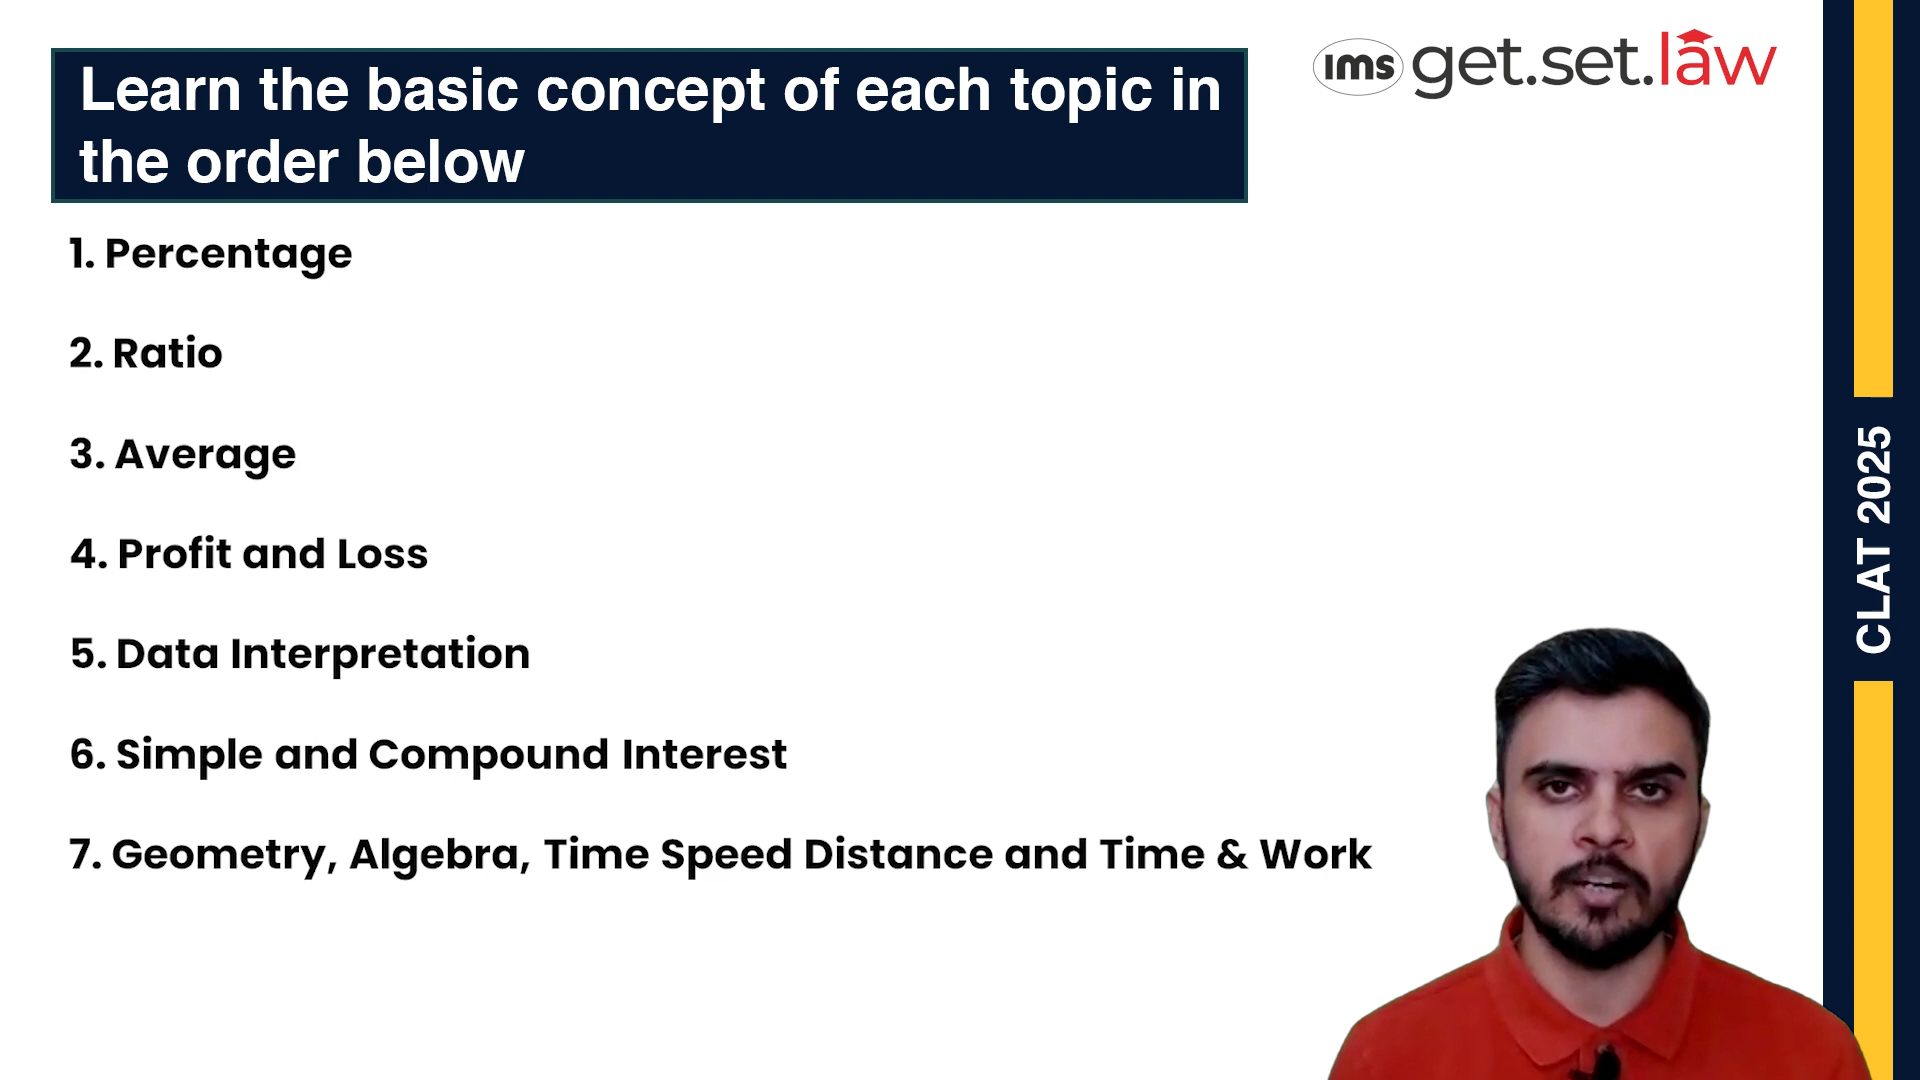 Learn the basic concept of each topic in
the order below
ims get.set.law
1. Percentage
2. Ratio
3. Average
4. Profit and Loss
5. Data Interpretation
6. Simple and Compound Interest
7. Geometry, Algebra, Time Speed Distance and Time & Work
CLAT 2025